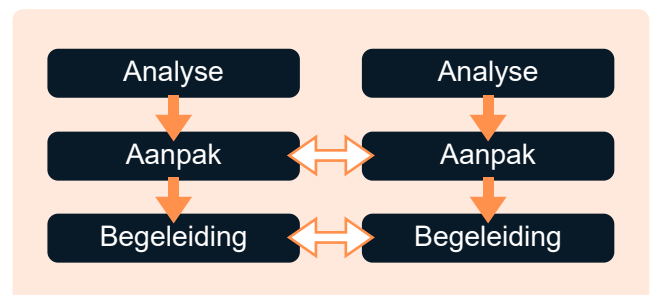 Analyse
Analyse
Aanpak
Aanpak
Begeleiding
Begeleiding